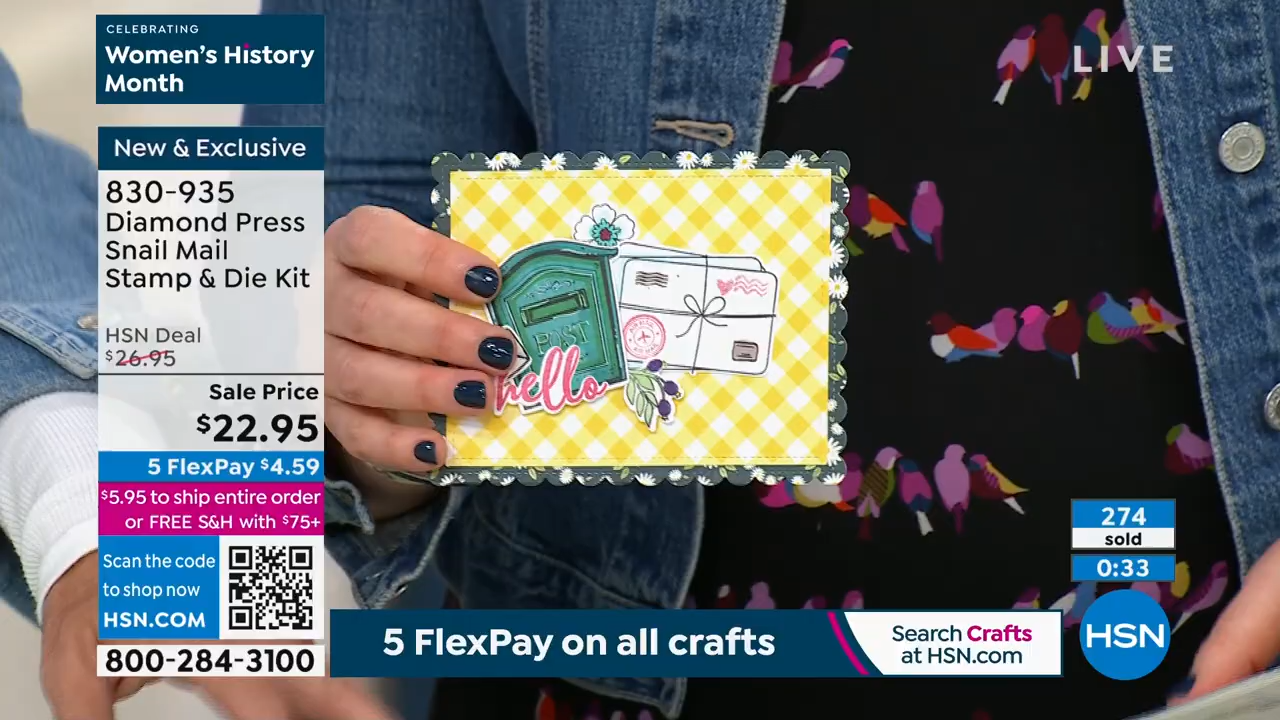 CELEBRATING
Women's History
Month
LIVE
New & Exclusive
830-935
Diamond Press
Snail Mail
Stamp & Die Kit
HSN Deal
$26.95
Sale Price
$22.95
5 FlexPay $4.59
$5.95 to ship entire order
or FREE S&H with $75+
Scan the code
to shop now
HSN.COM
800-284-3100
POST
hello
274
sold
0:33
5 FlexPay on all crafts
Search Crafts
at HSN.com
HSN